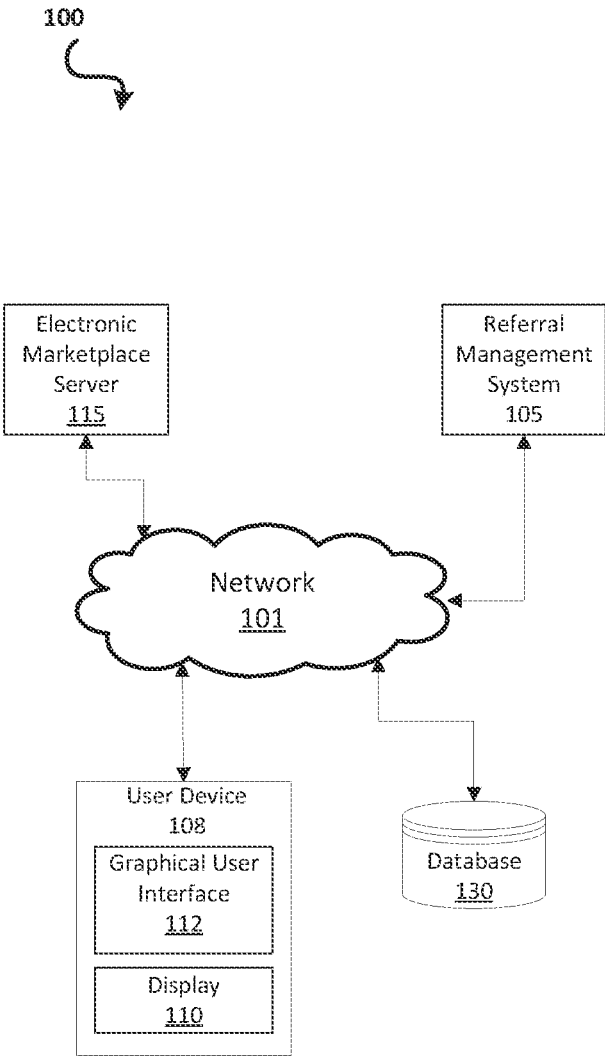 100
Electronic
Marketplace
Server
115
Referral
Management
System
105
Network
101
User Device
108
Graphical User
Interface
112
Display
110
Database
130